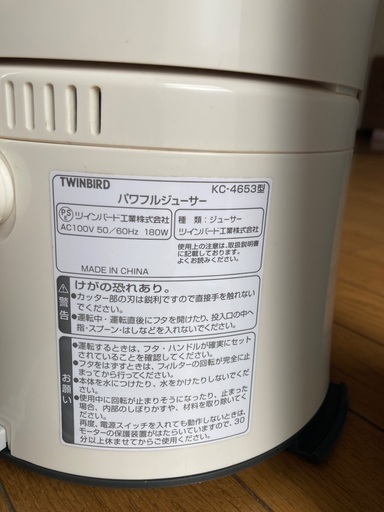 TWINBIRD KC-4653型
パワフルジューサー
PSE ツインバード工業株式会社
AC100V 50/60Hz 180W
種類：ジューサー
ツインバード工業株式会社
使用上の注意は、取扱説明書
に記載しております。
よくお読みください。
MADE IN CHINA
警告
けがの恐れあり。
●カッター部の刃は鋭利ですので直接手を触れない
でください。
●運転中・運転直後にフタを開けたり、投入口の中へ
指・スプーン・はしなどを入れないでください。
お願い
●運転するときは、フタ・ハンドルが確実にセット
されていることを確認してください。
●フタをはずすときは、フィルターの回転が完全に止
まってから行ってください。
●本体を水につけたり、水をかけたりしないでくだ
さい。
●使用中に回転が止まりそうになったり、止まった
場合、内部のしぼりかすや、材料を取り除いてく
ださい。
再度、電源スイッチを入れても動作しないときは、
モーターの保護装置がはたらいていますので、30
分以上休ませてからご使用ください。